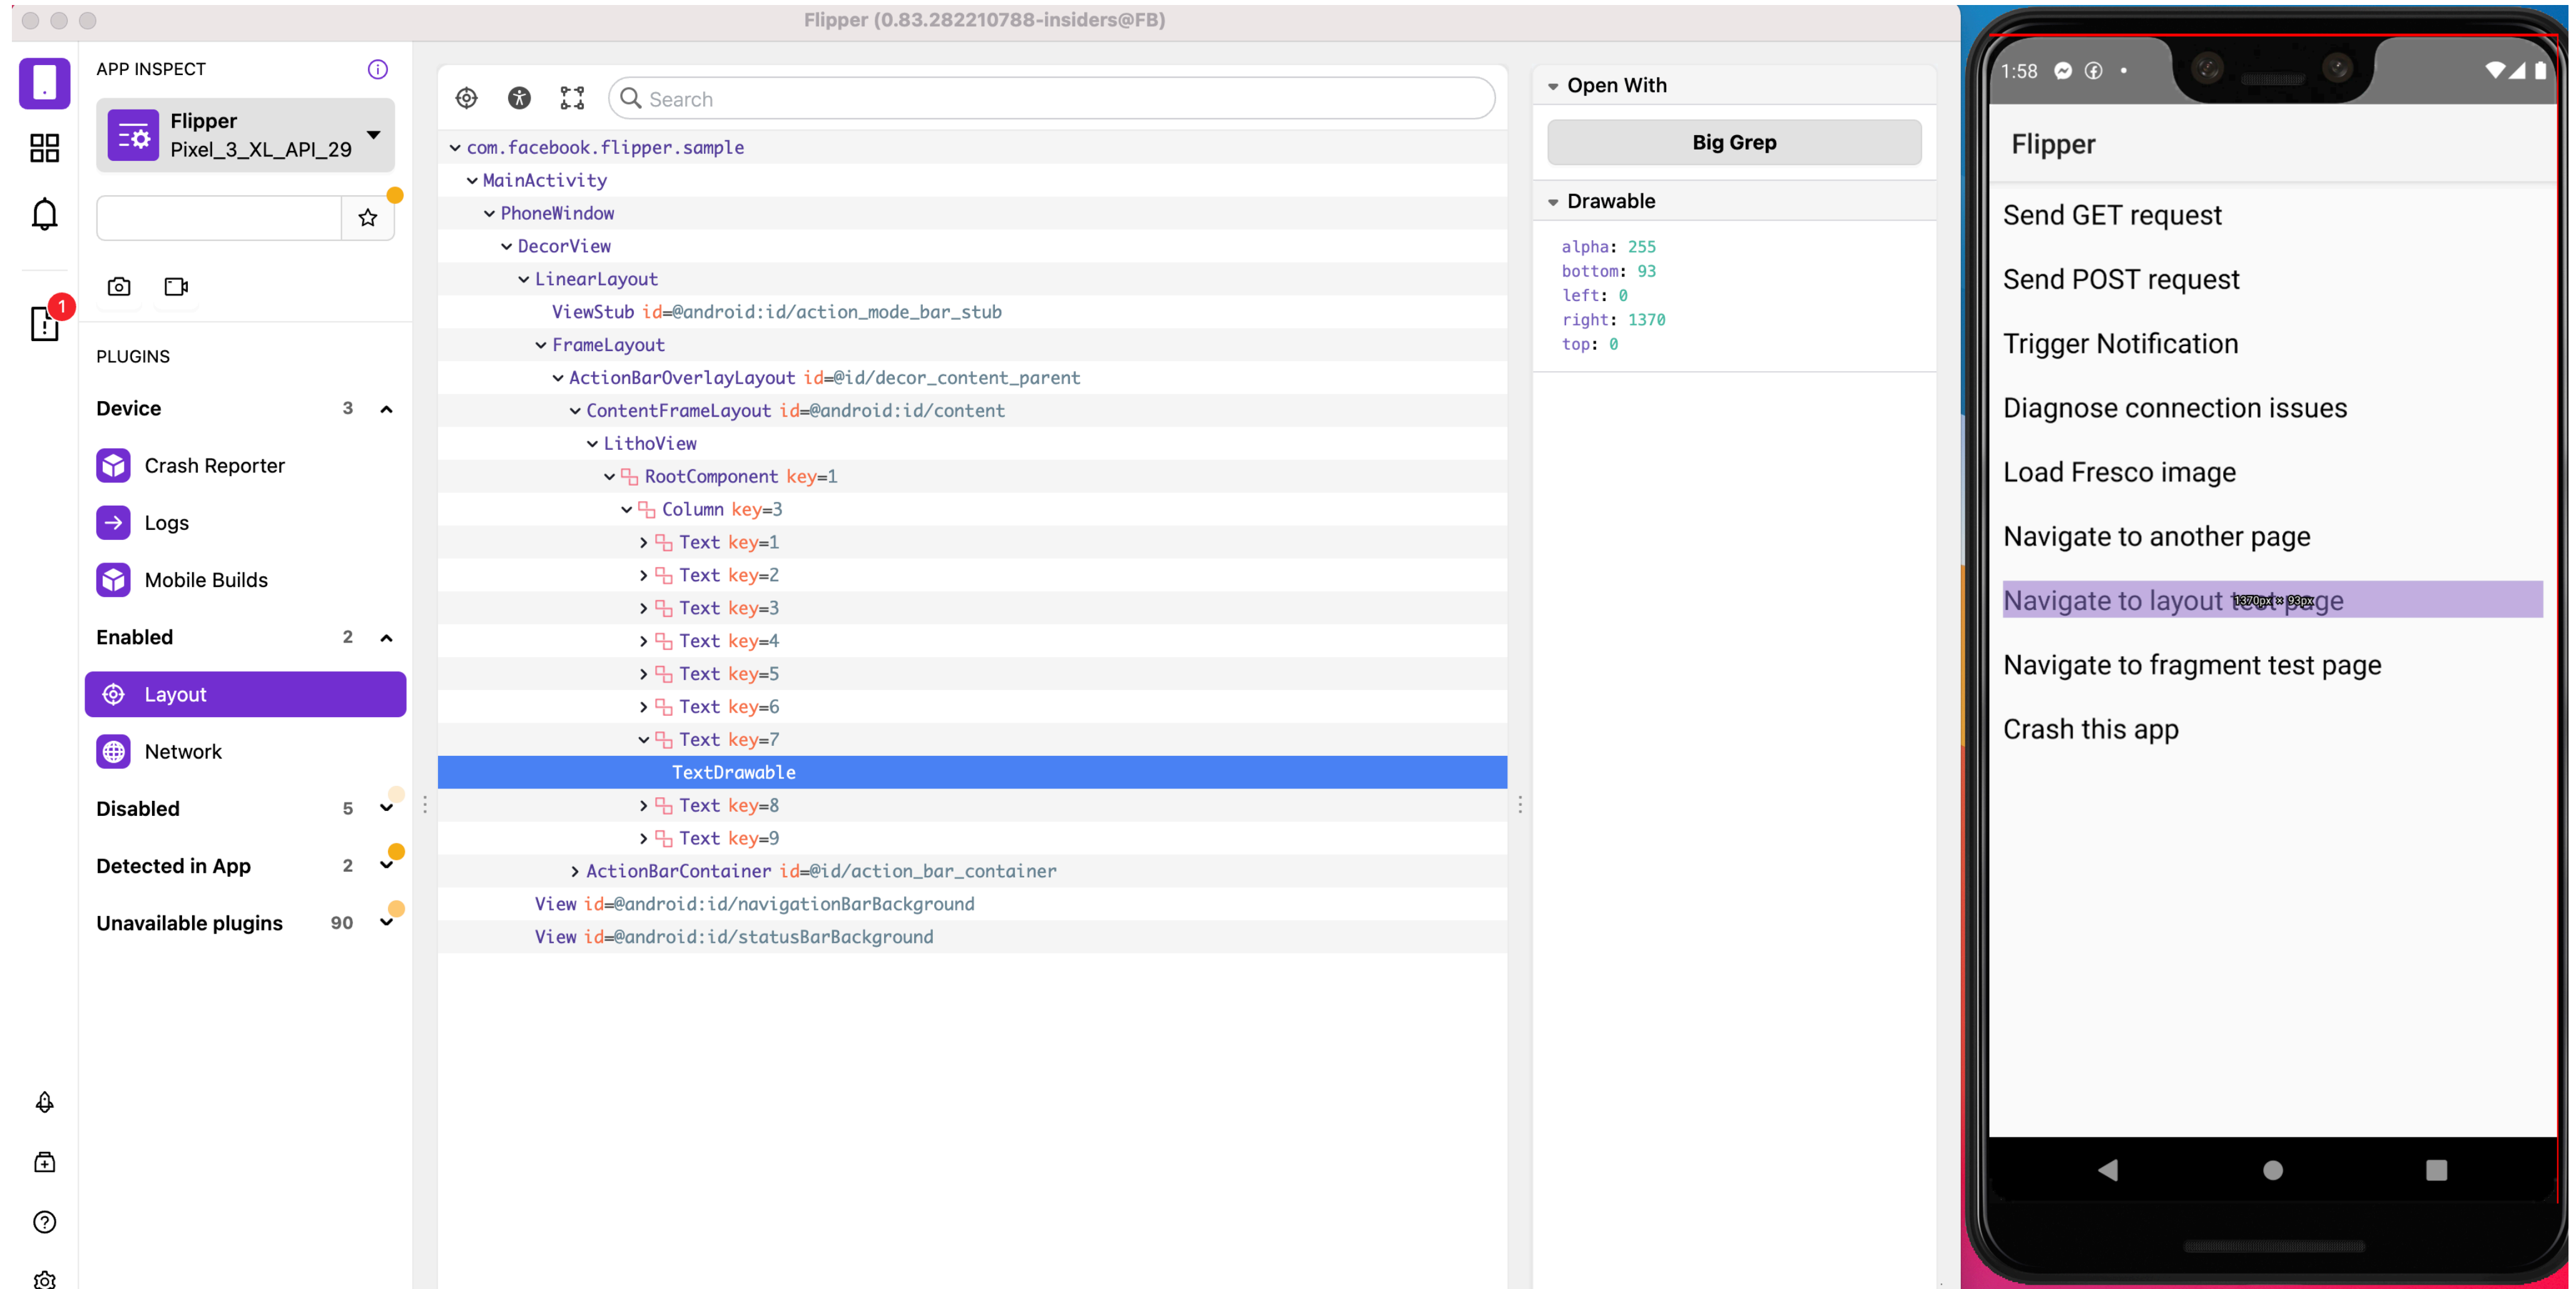 Flipper (0.83.282210788-insiders@FB)
APP INSPECT
Flipper
Pixel_3_XL_API_29
1
PLUGINS
Device 3
Crash Reporter
Logs
Mobile Builds
Enabled 2
Layout
Network
Disabled 5
Detected in App 2
Unavailable plugins 90
Search
com.facebook.flipper.sample
MainActivity
PhoneWindow
DecorView
LinearLayout
ViewStub id=@android:id/action_mode_bar_stub
FrameLayout
ActionBarOverlayLayout id=@id/decor_content_parent
ContentFrameLayout id=@android:id/content
LithoView
RootComponent key=1
Column key=3
Text key=1
Text key=2
Text key=3
Text key=4
Text key=5
Text key=6
Text key=7
TextDrawable
Text key=8
Text key=9
ActionBarContainer id=@id/action_bar_container
View id=@android:id/navigationBarBackground
View id=@android:id/statusBarBackground
Open With
Big Grep
Drawable
alpha: 255
bottom: 93
left: 0
right: 1370
top: 0
1:58
Flipper
Send GET request
Send POST request
Trigger Notification
Diagnose connection issues
Load Fresco image
Navigate to another page
Navigate to layout test page
1370px × 93px
Navigate to fragment test page
Crash this app